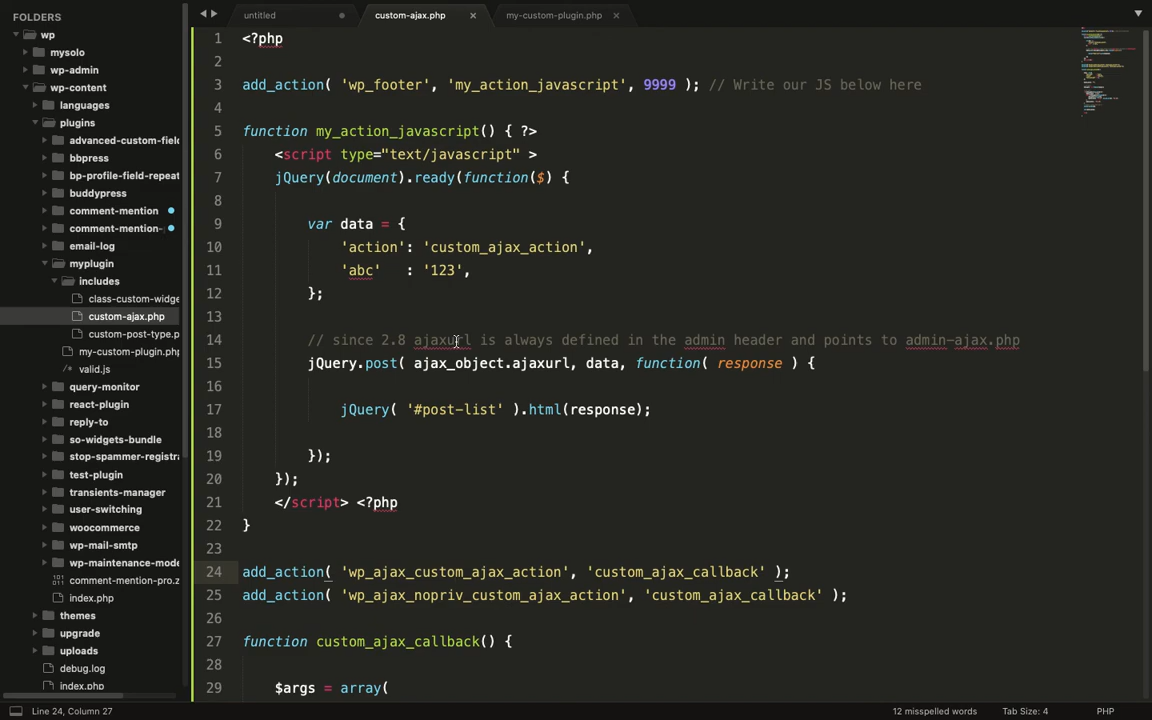 FOLDERS
wp
mysolo
wp-admin
wp-content
languages
plugins
advanced-custom-field
bbpress
bp-profile-field-repeat
buddypress
comment-mention
comment-mention-
email-log
myplugin
includes
class-custom-widge
custom-ajax.php
custom-post-type.p
my-custom-plugin.php
valid.js
query-monitor
react-plugin
reply-to
so-widgets-bundle
stop-spammer-registra
test-plugin
transients-manager
user-switching
woocommerce
wp-mail-smtp
wp-maintenance-mode
comment-mention-pro.z
index.php
themes
upgrade
uploads
debug.log
index.php
untitled
custom-ajax.php
my-custom-plugin.php
1 <?php
2
3 add_action( 'wp_footer', 'my_action_javascript', 9999 ); // Write our JS below here
4
5 function my_action_javascript() { ?>
6 <script type="text/javascript" >
7 jQuery(document).ready(function($) {
8
9 var data = {
10 'action': 'custom_ajax_action',
11 'abc' : '123',
12 };
13
14 // since 2.8 ajaxurl is always defined in the admin header and points to admin-ajax.php
15 jQuery.post( ajax_object.ajaxurl, data, function( response ) {
16
17 jQuery( '#post-list' ).html(response);
18
19 });
20 });
21 </script> <?php
22 }
23
24 add_action( 'wp_ajax_custom_ajax_action', 'custom_ajax_callback' );
25 add_action( 'wp_ajax_nopriv_custom_ajax_action', 'custom_ajax_callback' );
26
27 function custom_ajax_callback() {
28
29 $args = array(
Line 24, Column 27
12 misspelled words
Tab Size: 4
PHP